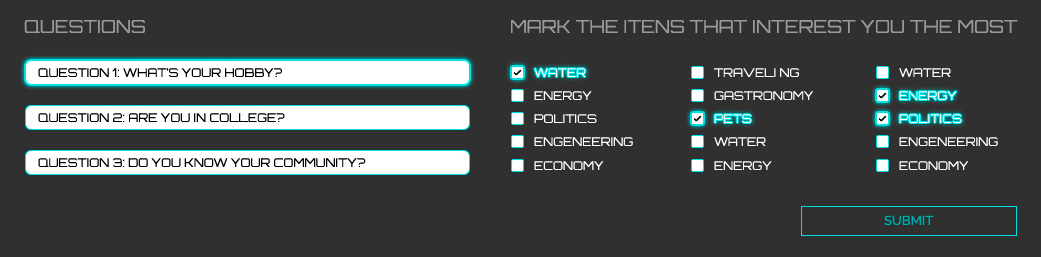 QUESTIONS
QUESTION 1: WHAT'S YOUR HOBBY?
QUESTION 2: ARE YOU IN COLLEGE?
QUESTION 3: DO YOU KNOW YOUR COMMUNITY?
MARK THE ITENS THAT INTEREST YOU THE MOST
WATER
ENERGY
POLITICS
ENGENEERING
ECONOMY
TRAVELI NG
GASTRONOMY
PETS
WATER
ENERGY
WATER
ENERGY
POLITICS
ENGENEERING
ECONOMY
SUBMIT